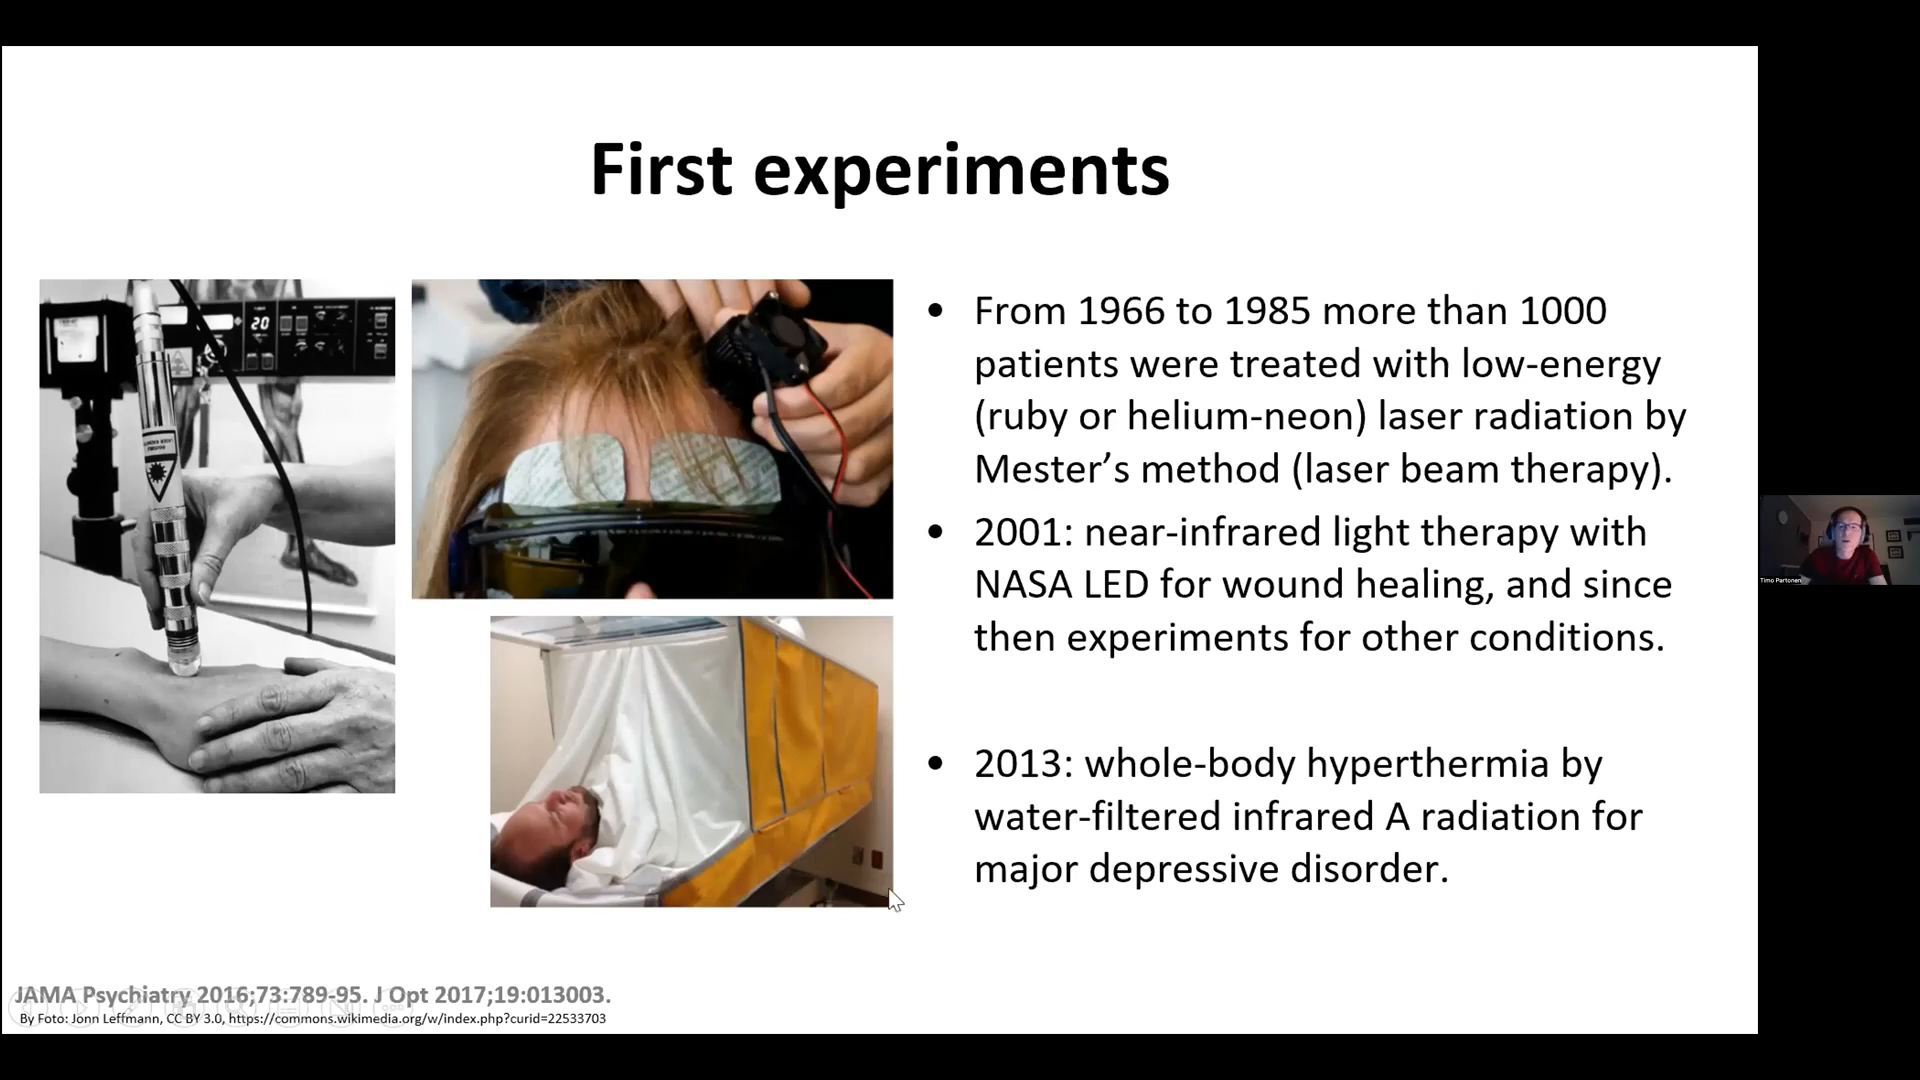 First experiments
20
• From 1966 to 1985 more than 1000
patients were treated with low-energy
(ruby or helium-neon) laser radiation by
Mester’s method (laser beam therapy).
• 2001: near-infrared light therapy with
NASA LED for wound healing, and since
then experiments for other conditions.
• 2013: whole-body hyperthermia by
water-filtered infrared A radiation for
major depressive disorder.
JAMA Psychiatry 2016;73:789-95. J Opt 2017;19:013003.
By Foto: Jonn Leffmann, CC BY 3.0, https://commons.wikimedia.org/w/index.php?curid=22533703
Timo Partonen